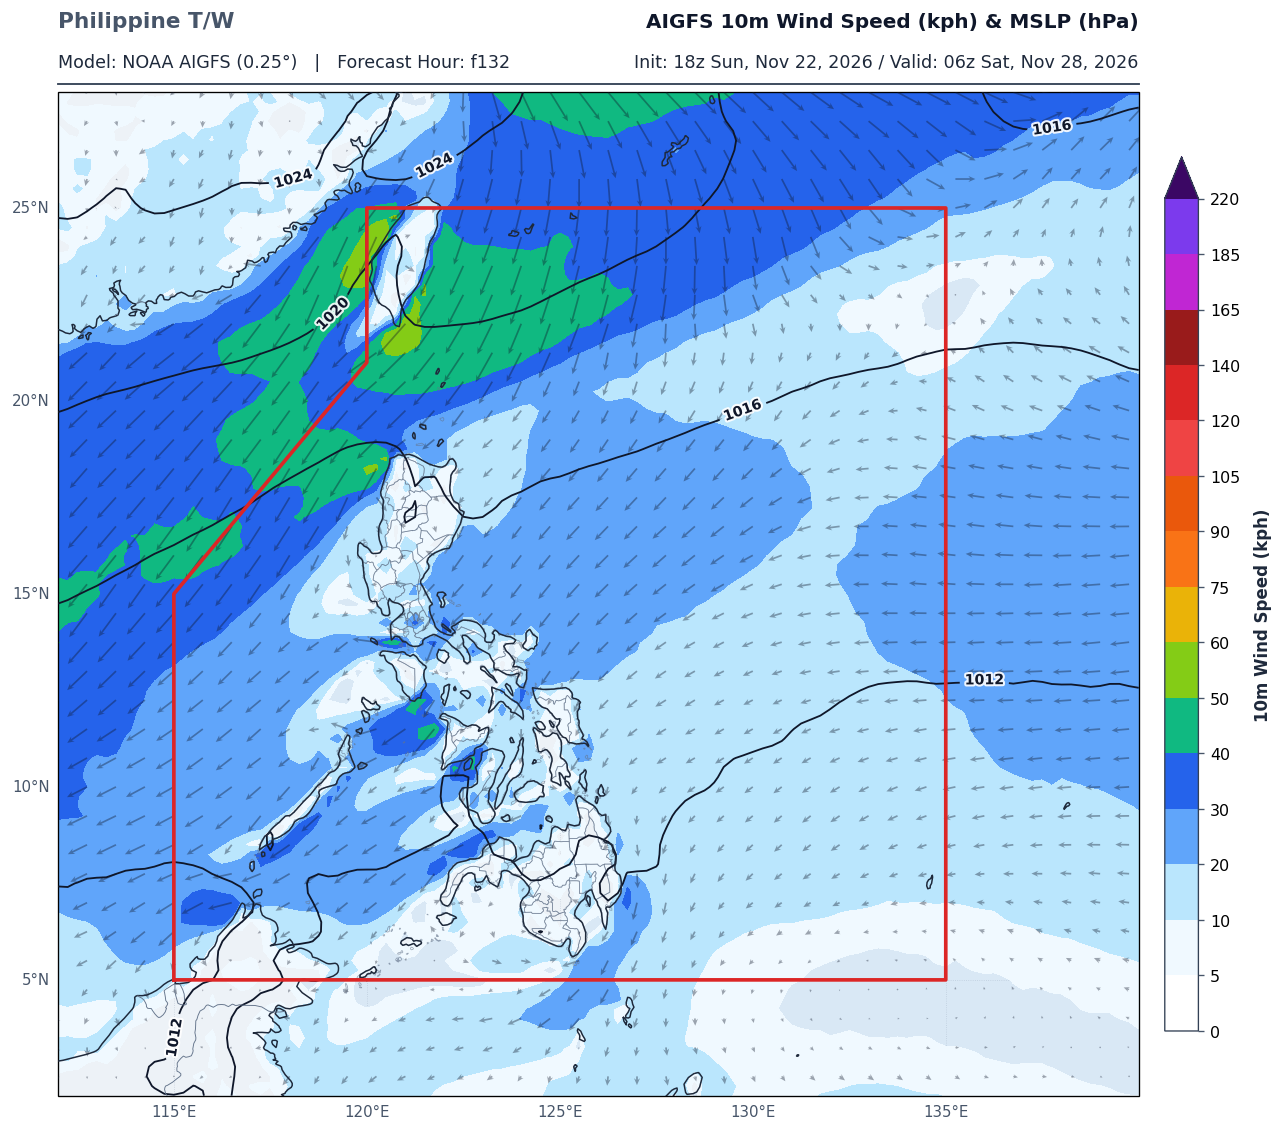 Philippine T/W
AIGFS 10m Wind Speed (kph) & MSLP (hPa)
Model: NOAA AIGFS (0.25°)   |   Forecast Hour: f132
Init: 18z Sun, Nov 22, 2026 / Valid: 06z Sat, Nov 28, 2026
1016
1024
1024
25°N
220
185
165
1020
140
20°N
1016
120
105
90
75
15°N
60
1012
50
40
10°N
30
20
10
5°N
5
1012
0
10m Wind Speed (kph)
115°E
120°E
125°E
130°E
135°E